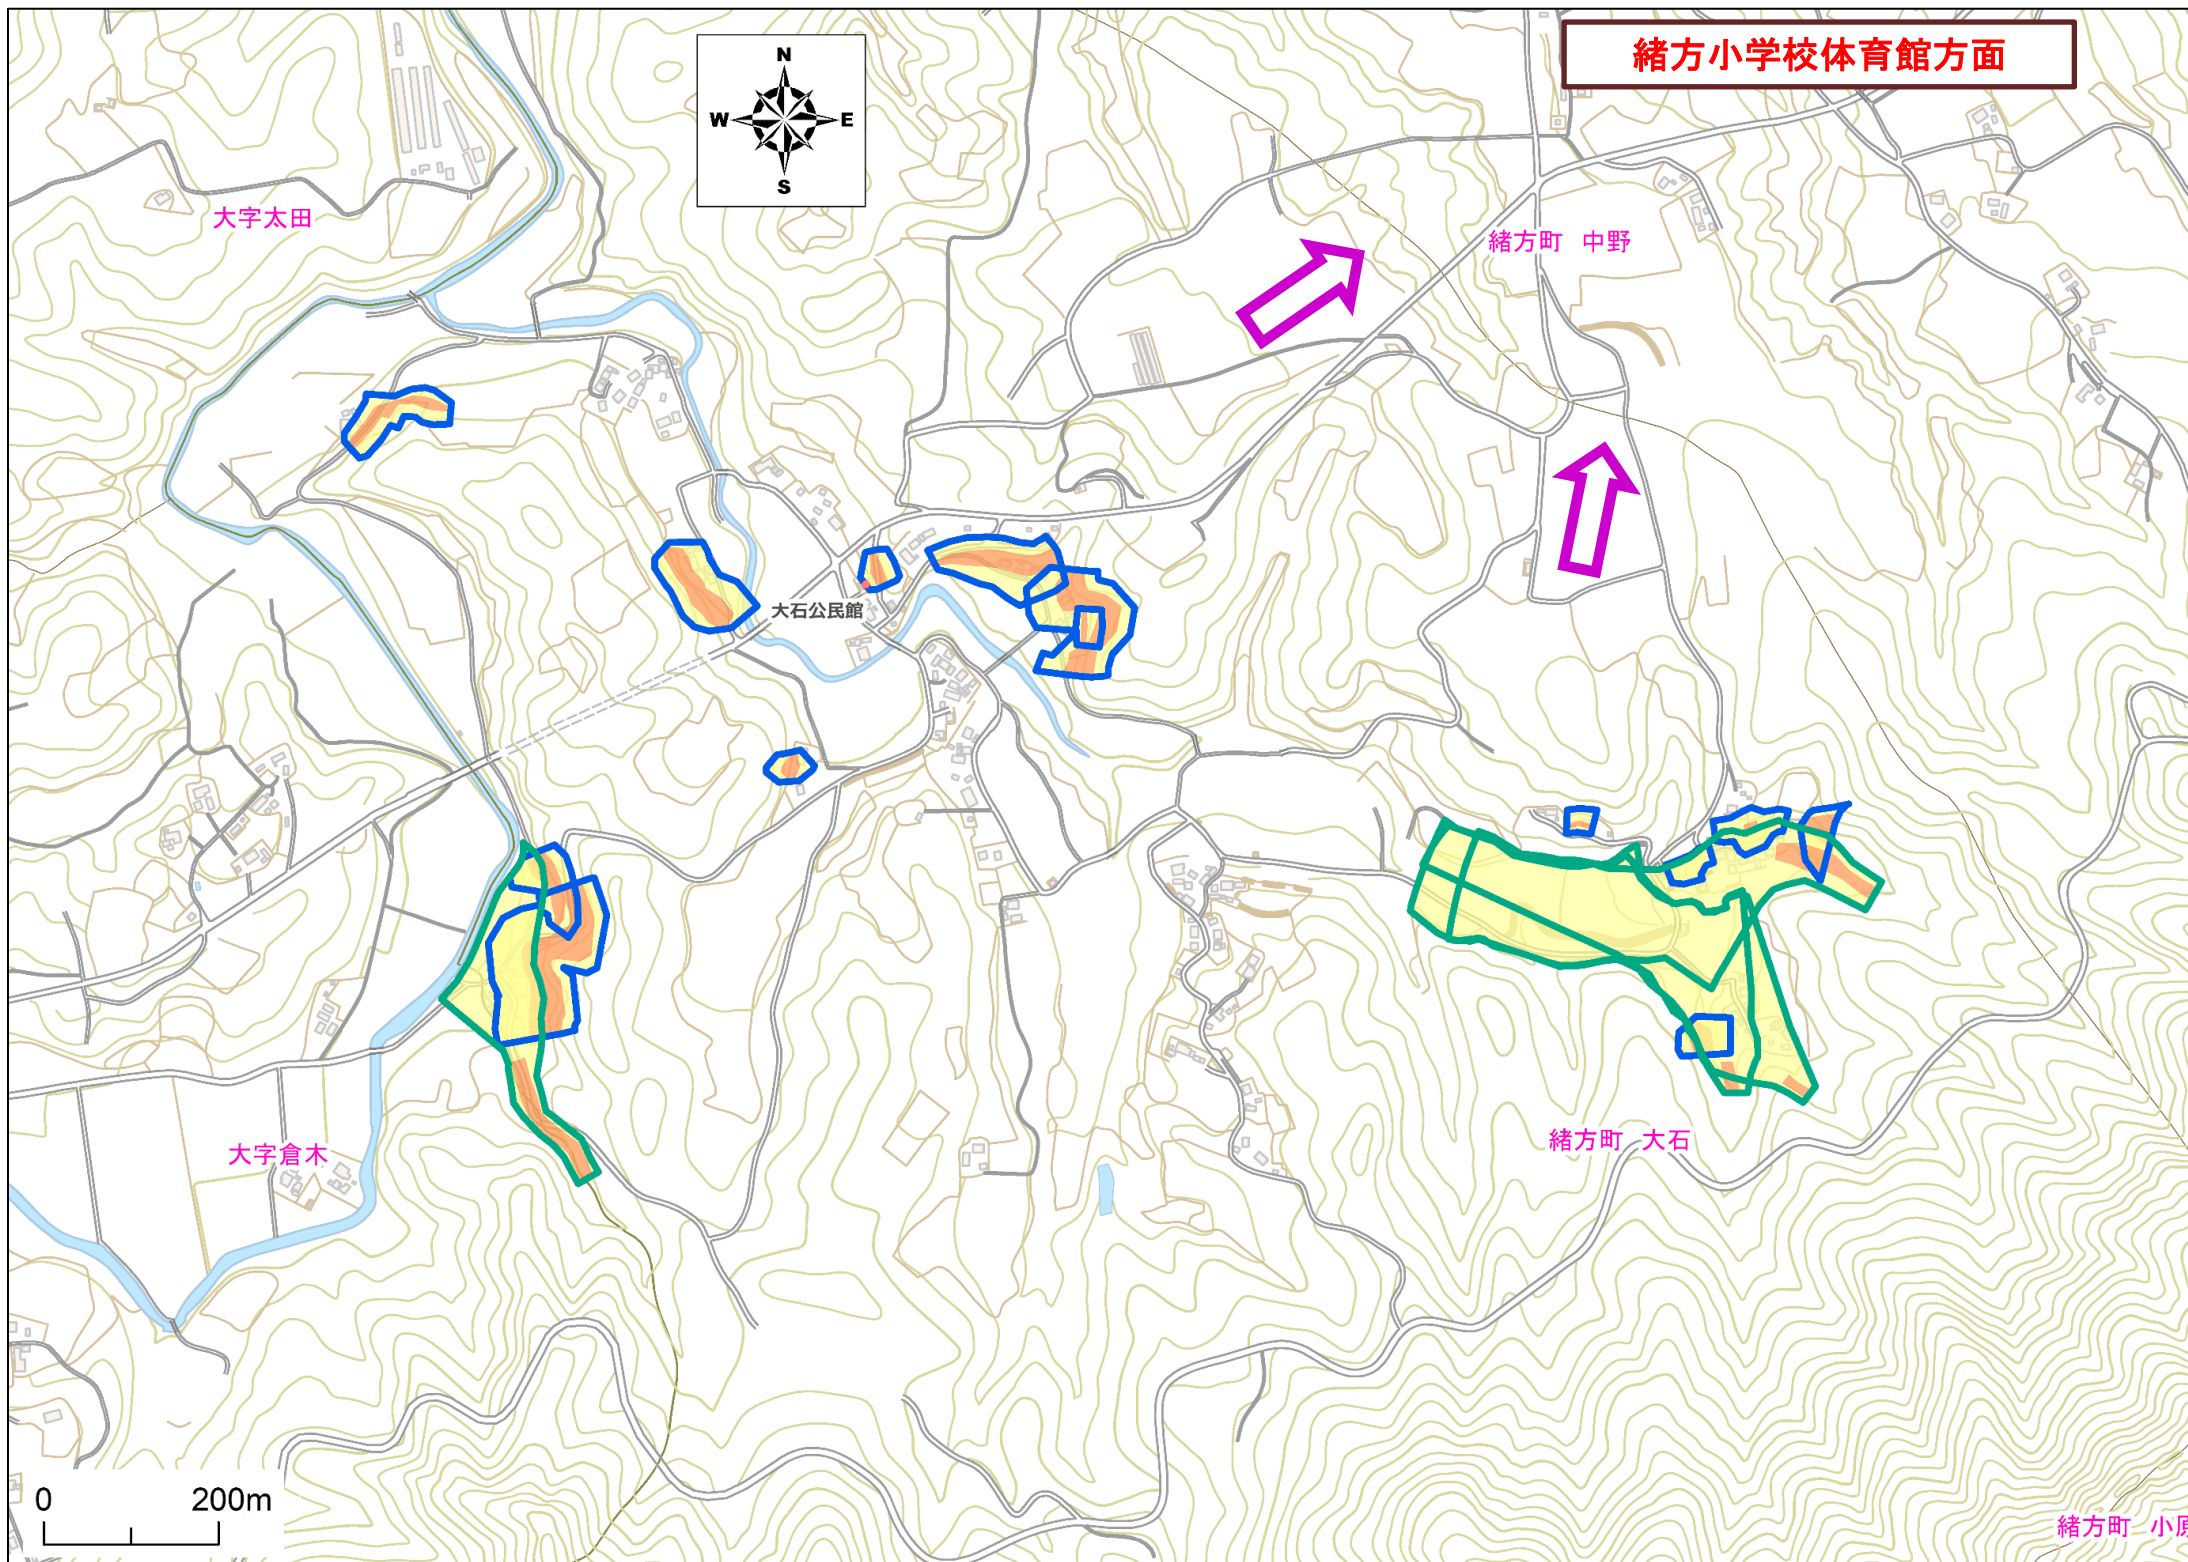 緒方小学校体育館方面
N
W
E
S
大字太田
緒方町 中野
大石公民館
大字倉木
緒方町 大石
0 200m
緒方町 小原